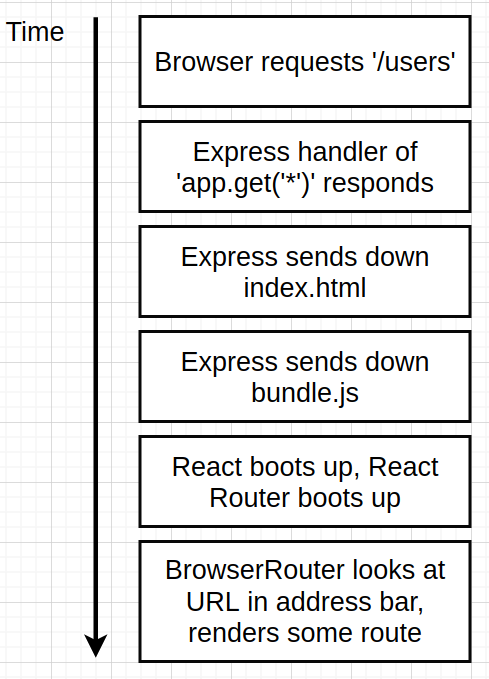 Time
Browser requests '/users'
Express handler of
'app.get('*')' responds
Express sends down
index.html
Express sends down
bundle.js
React boots up, React
Router boots up
BrowserRouter looks at
URL in address bar,
renders some route